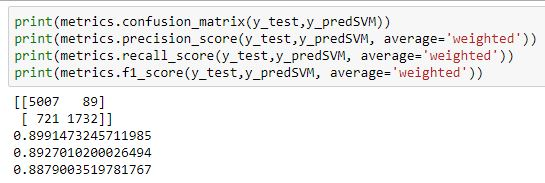 print(metrics.confusion_matrix(y_test,y_predSVM))
print(metrics.precision_score(y_test,y_predSVM, average='weighted'))
print(metrics.recall_score(y_test,y_predSVM, average='weighted'))
print(metrics.f1_score(y_test,y_predSVM, average='weighted'))
[[5007   89]
 [ 721 1732]]
0.8991473245711985
0.8927010200026494
0.8879003519781767